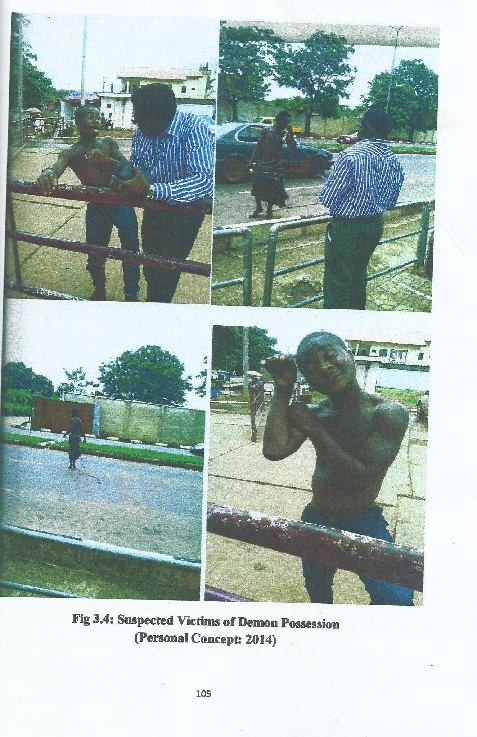 Fig 3.4: Suspected Victims of Demon Possession
(Personal Concept: 2014)
105